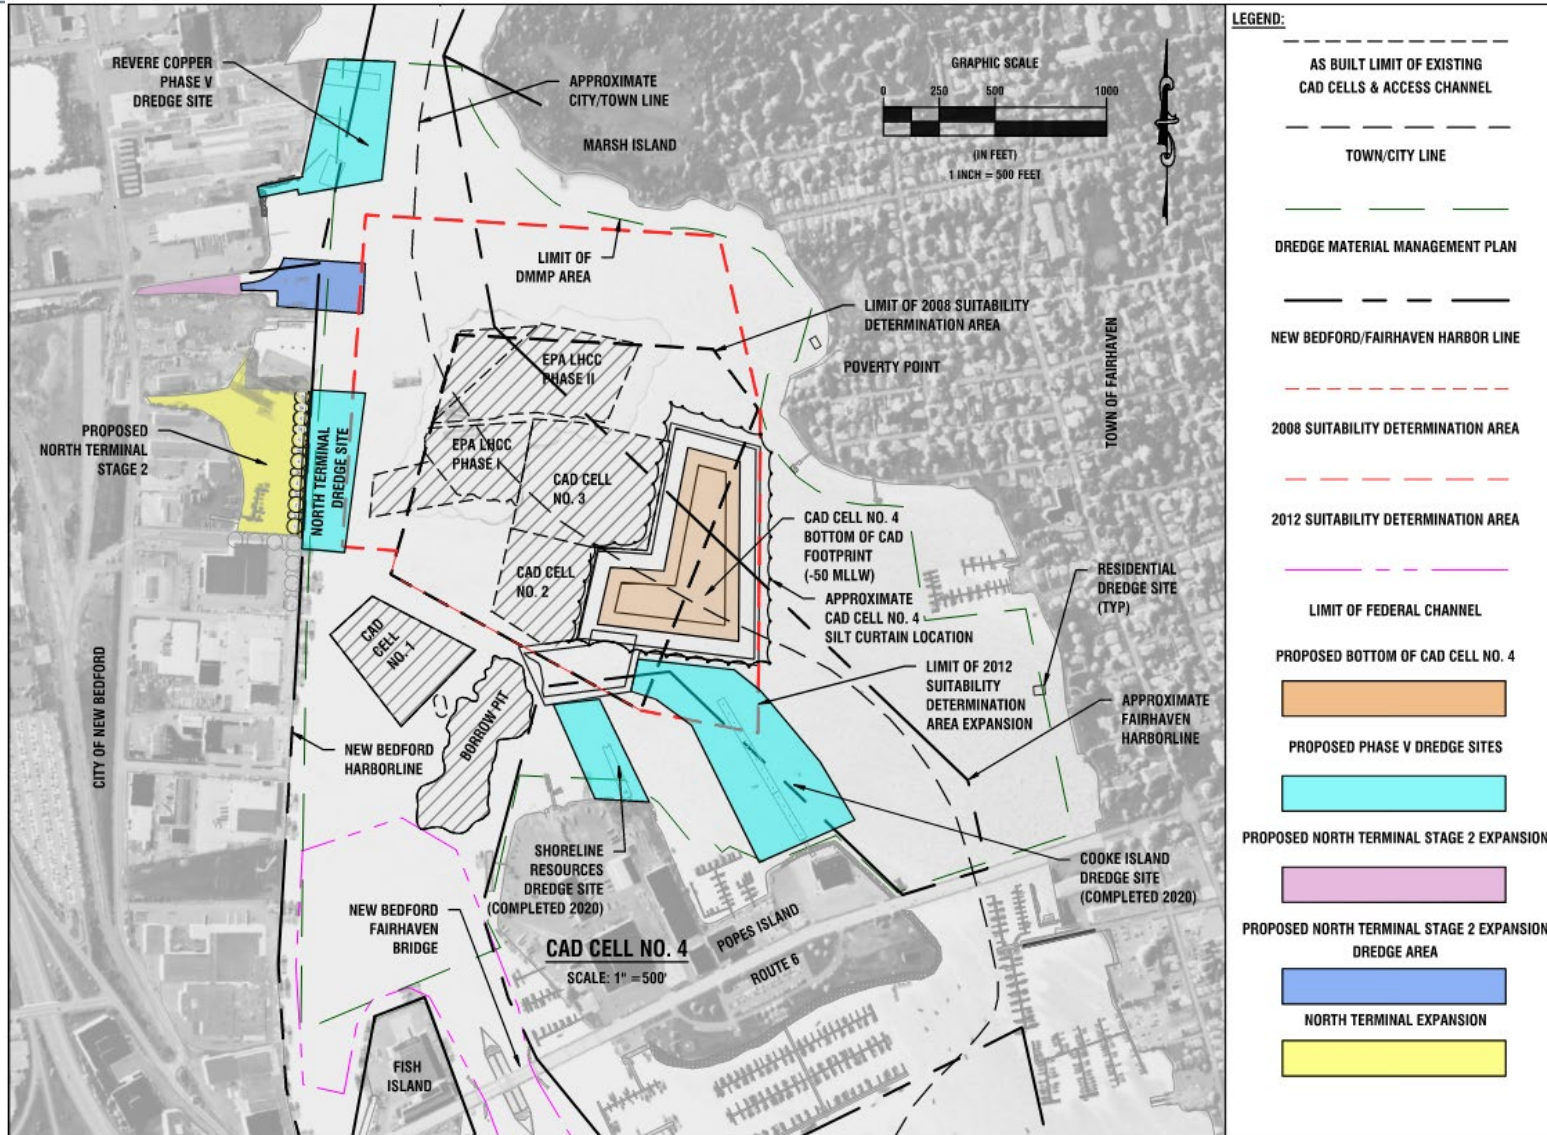 REVERE COPPER
PHASE V
DREDGE SITE
APPROXIMATE
CITY/TOWN LINE
MARSH ISLAND
GRAPHIC SCALE
0 250 500 1000
(IN FEET)
1 INCH = 500 FEET
LIMIT OF
DMMP AREA
LIMIT OF 2008 SUITABILITY
DETERMINATION AREA
POVERTY POINT
TOWN OF FAIRHAVEN
EPA LHCC
PHASE II
PROPOSED
NORTH TERMINAL
STAGE 2
NORTH TERMINAL
DREDGE SITE
EPA LHCC
PHASE I
CAD CELL
NO. 3
CAD CELL
NO. 2
CAD CELL NO. 4
BOTTOM OF CAD
FOOTPRINT
(-50 MLLW)
APPROXIMATE
CAD CELL NO. 4
SILT CURTAIN LOCATION
RESIDENTIAL
DREDGE SITE
(TYP)
CAD
CELL
NO. 1
BORROW PIT
LIMIT OF 2012
SUITABILITY
DETERMINATION
AREA EXPANSION
APPROXIMATE
FAIRHAVEN
HARBORLINE
CITY OF NEW BEDFORD
NEW BEDFORD
HARBORLINE
SHORELINE
RESOURCES
DREDGE SITE
(COMPLETED 2020)
COOKE ISLAND
DREDGE SITE
(COMPLETED 2020)
NEW BEDFORD
FAIRHAVEN
BRIDGE
POPES ISLAND
ROUTE 6
CAD CELL NO. 4
SCALE: 1" =500'
FISH
ISLAND
LEGEND:
AS BUILT LIMIT OF EXISTING
CAD CELLS & ACCESS CHANNEL
TOWN/CITY LINE
DREDGE MATERIAL MANAGEMENT PLAN
NEW BEDFORD/FAIRHAVEN HARBOR LINE
2008 SUITABILITY DETERMINATION AREA
2012 SUITABILITY DETERMINATION AREA
LIMIT OF FEDERAL CHANNEL
PROPOSED BOTTOM OF CAD CELL NO. 4
PROPOSED PHASE V DREDGE SITES
PROPOSED NORTH TERMINAL STAGE 2 EXPANSION
PROPOSED NORTH TERMINAL STAGE 2 EXPANSION
DREDGE AREA
NORTH TERMINAL EXPANSION